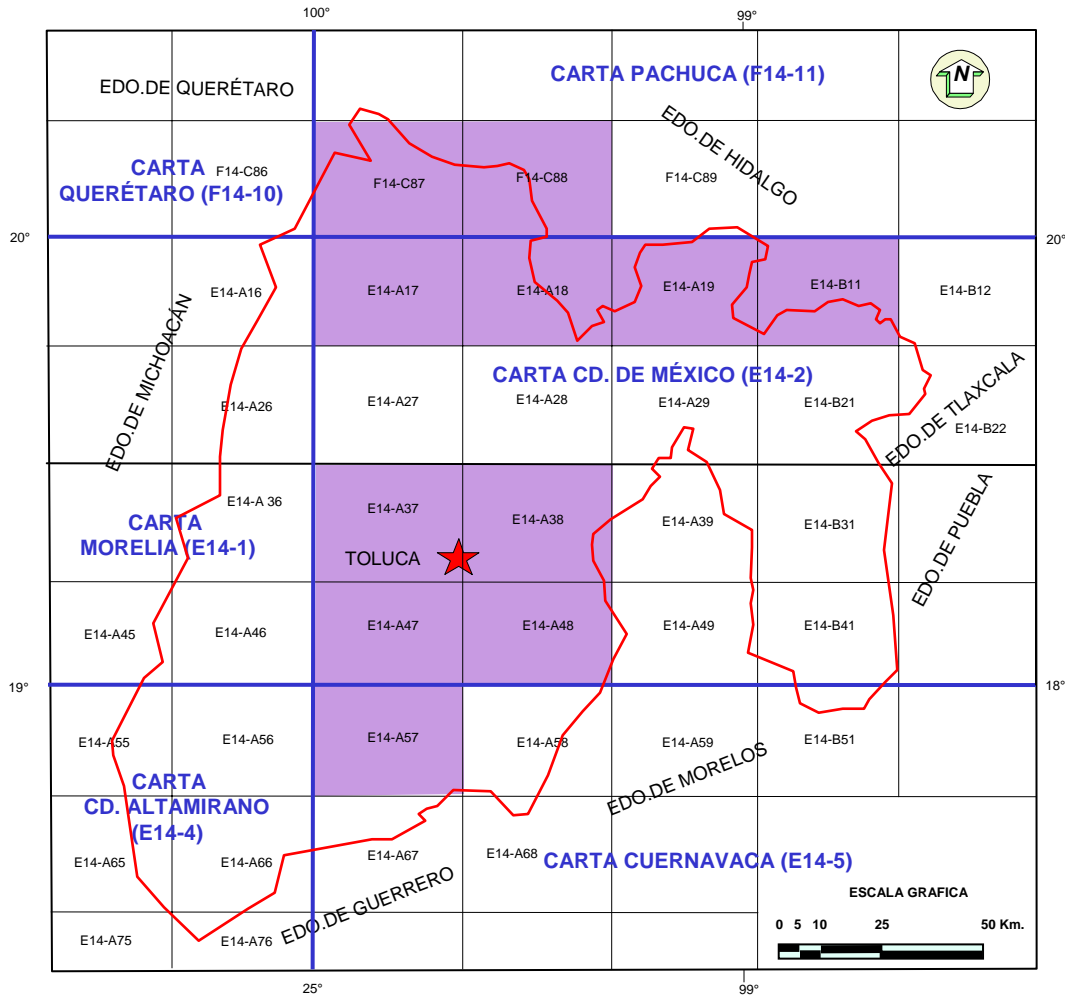 100°
99°
EDO.DE QUERÉTARO
CARTA PACHUCA (F14-11)
N
EDO.DE HIDALGO
CARTA
QUERÉTARO (F14-10)
F14-C86
F14-C87
F14-C88
F14-C89
20°
20°
EDO.DE MICHOACÁN
E14-A16
E14-A17
E14-A18
E14-A19
E14-B11
E14-B12
CARTA CD. DE MÉXICO (E14-2)
E14-A26
E14-A27
E14-A28
E14-A29
E14-B21
E14-B22
EDO.DE TLAXCALA
EDO.DE PUEBLA
CARTA
MORELIA (E14-1)
E14-A 36
E14-A37
E14-A38
E14-A39
E14-B31
TOLUCA
E14-A45
E14-A46
E14-A47
E14-A48
E14-A49
E14-B41
19°
18°
E14-A55
E14-A56
E14-A57
E14-A58
E14-A59
E14-B51
EDO.DE MORELOS
CARTA
CD. ALTAMIRANO
(E14-4)
E14-A65
E14-A66
E14-A67
E14-A68
CARTA CUERNAVACA (E14-5)
EDO.DE GUERRERO
E14-A75
E14-A76
ESCALA GRAFICA
0 5 10 25 50 Km.
25°
99°